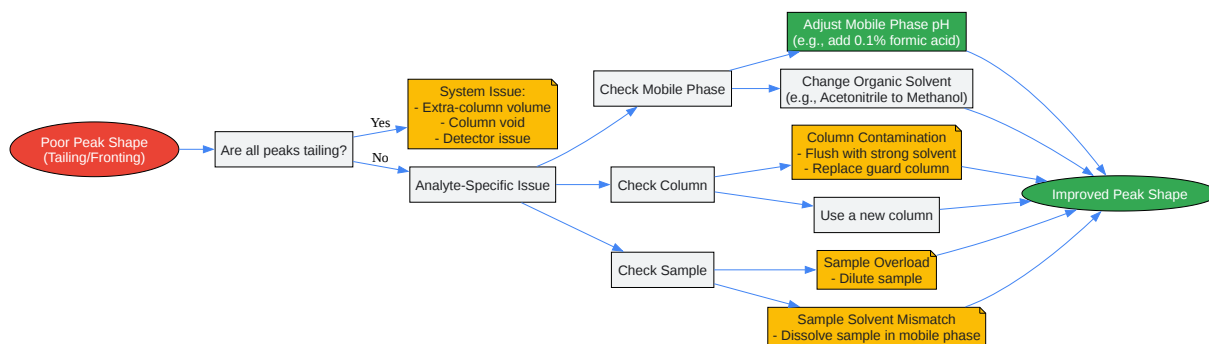 Poor Peak Shape
(Tailing/Fronting)
Are all peaks tailing?
Yes
No
System Issue:
- Extra-column volume
- Column void
- Detector issue
Analyte-Specific Issue
Check Mobile Phase
Check Column
Check Sample
Adjust Mobile Phase pH
(e.g., add 0.1% formic acid)
Change Organic Solvent
(e.g., Acetonitrile to Methanol)
Column Contamination
- Flush with strong solvent
- Replace guard column
Use a new column
Sample Overload
- Dilute sample
Sample Solvent Mismatch
- Dissolve sample in mobile phase
Improved Peak Shape